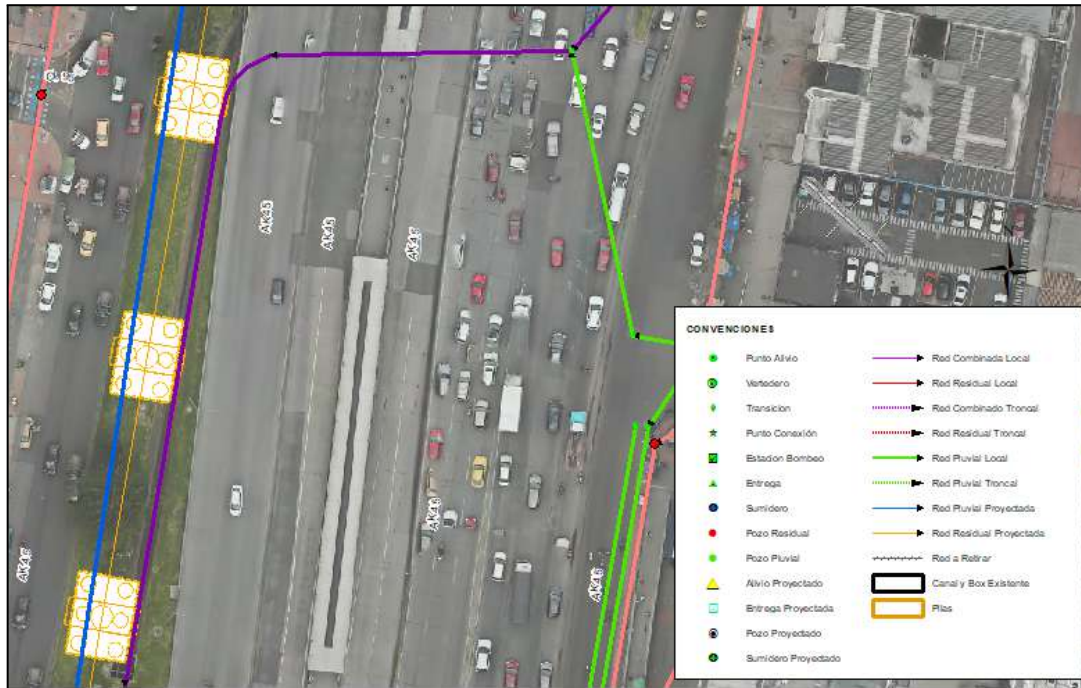 AK45
AK45
AK45
AK45
AK45
AK45
CONVENCIONES
Punto Alivio
Vertedero
Transicion
Punto Conexión
Estacion Bombeo
Entrega
Sumidero
Pozo Residual
Pozo Pluvial
Alivio Proyectado
Entrega Proyectada
Pozo Proyectado
Sumidero Proyectado
Red Combinada Local
Red Residual Local
Red Combinado Troncal
Red Residual Troncal
Red Pluvial Local
Red Pluvial Troncal
Red Pluvial Proyectada
Red Residual Proyectada
Red a Retirar
Canal y Box Existente
Pilas